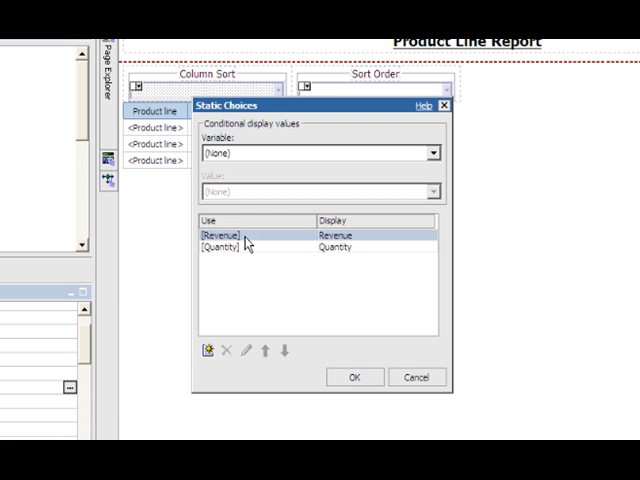 Product Line Report
Page Explorer
Column Sort
Sort Order
Product line
<Product line>
<Product line>
<Product line>
Static Choices
Help
Conditional display values
Variable:
(None)
Value:
(None)
Use Display
[Revenue] Revenue
[Quantity] Quantity
OK
Cancel